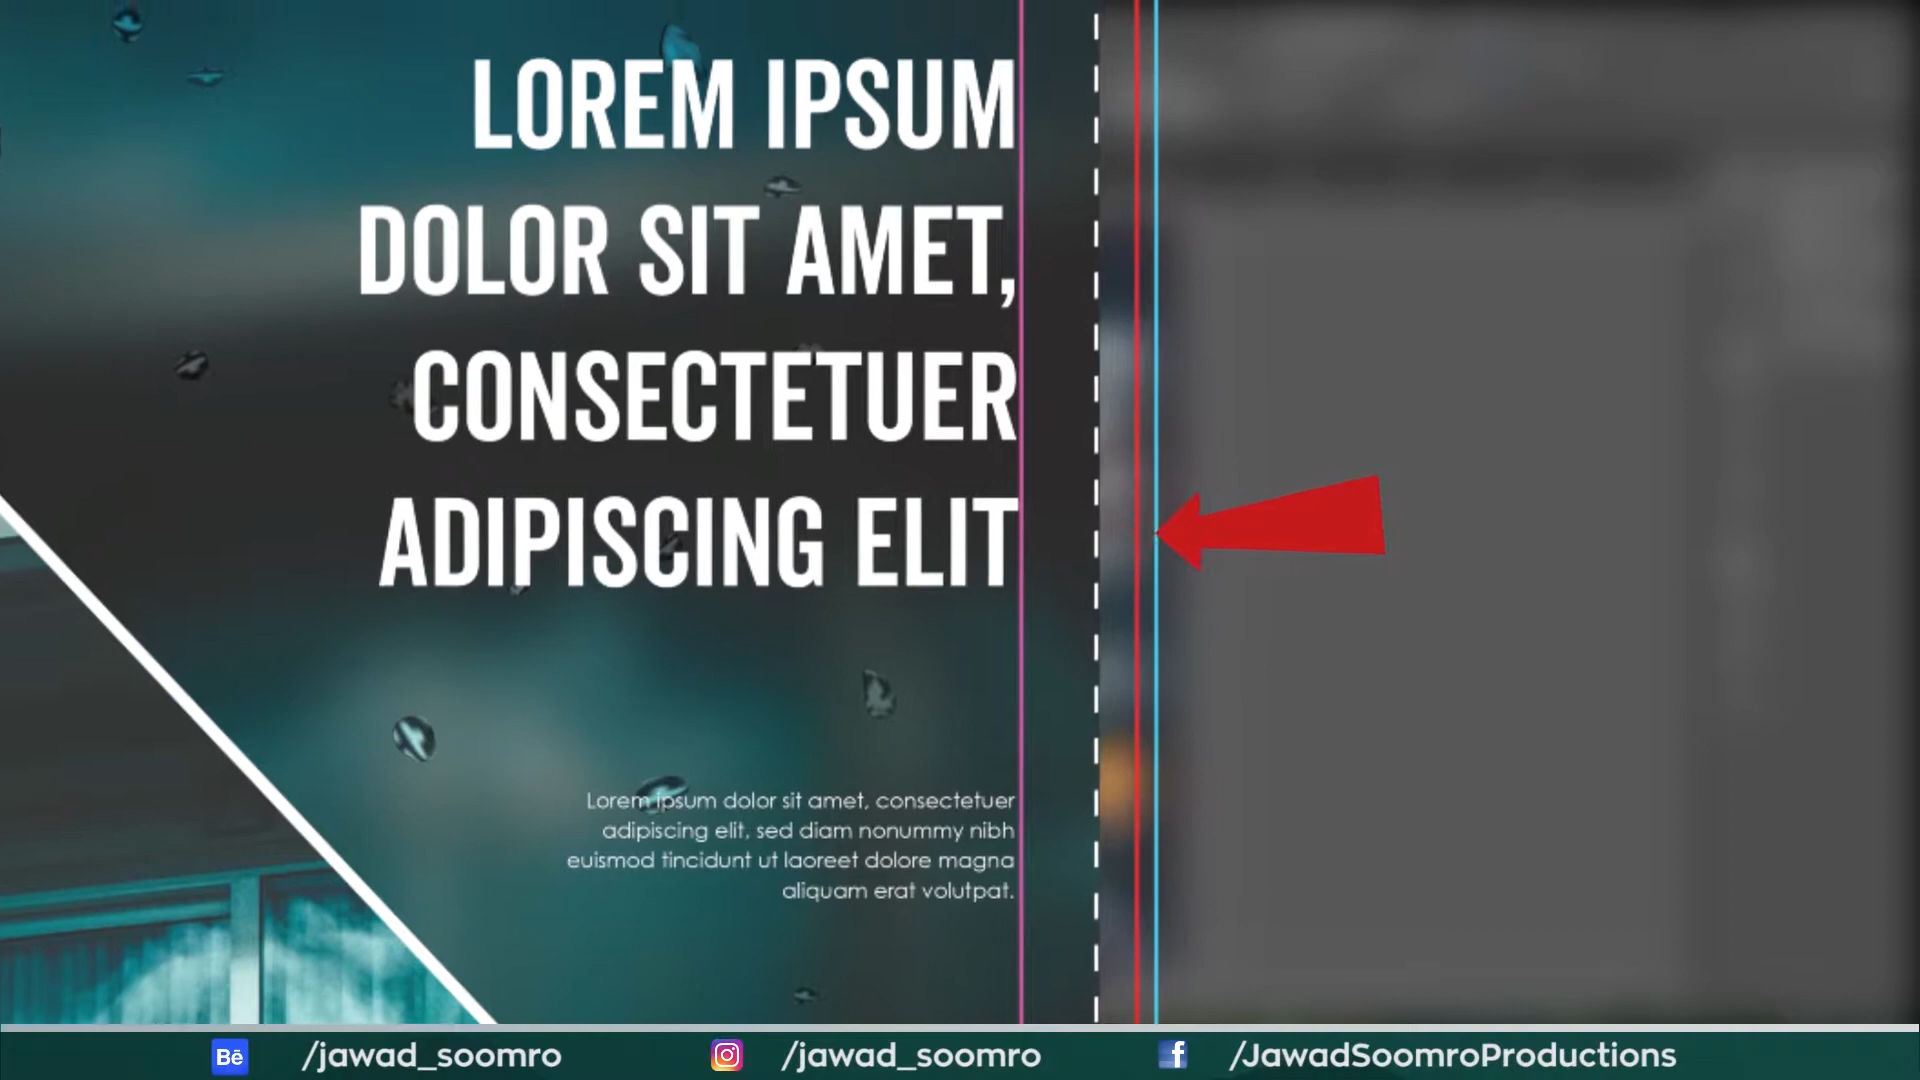 LOREM IPSUM
DOLOR SIT AMET,
CONSECTETUER
ADIPISCING ELIT
Lorem ipsum dolor sit amet, consectetuer
adipiscing elit, sed diam nonummy nibh
euismod tincidunt ut laoreet dolore magna
aliquam erat volutpat.
Bē /jawad_soomro /jawad_soomro f /JawadSoomroProductions